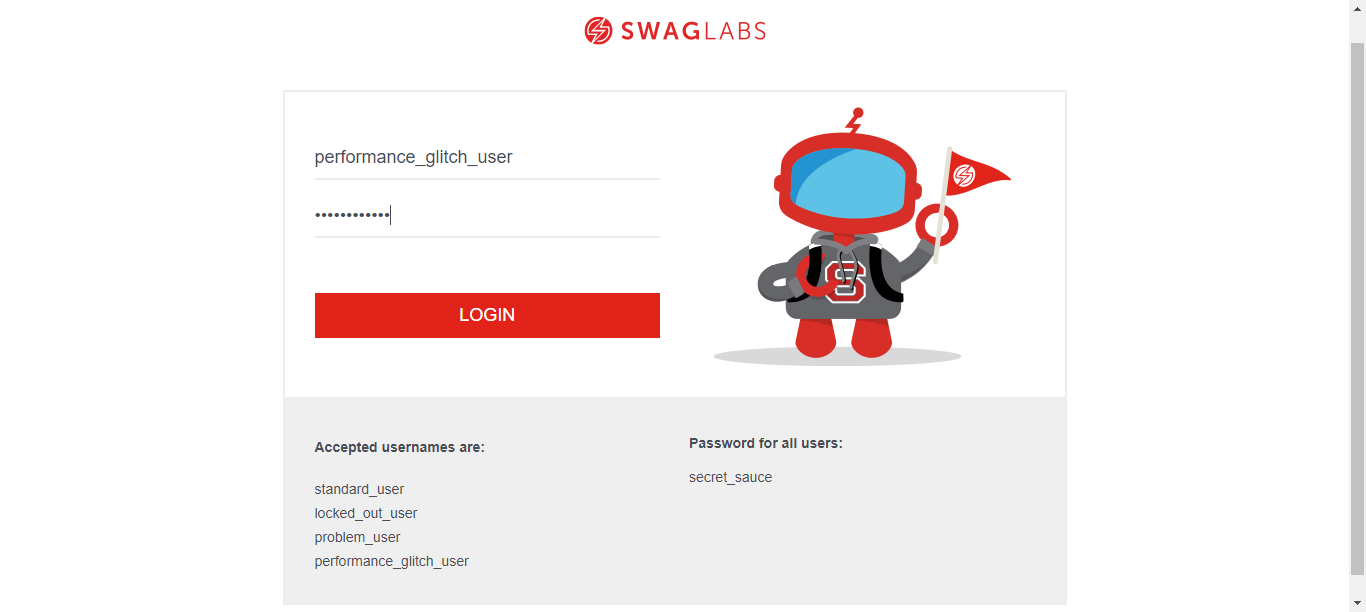 SWAGLABS
performance_glitch_user
••••••••••••
LOGIN
S
Accepted usernames are:
standard_user
locked_out_user
problem_user
performance_glitch_user
Password for all users:
secret_sauce